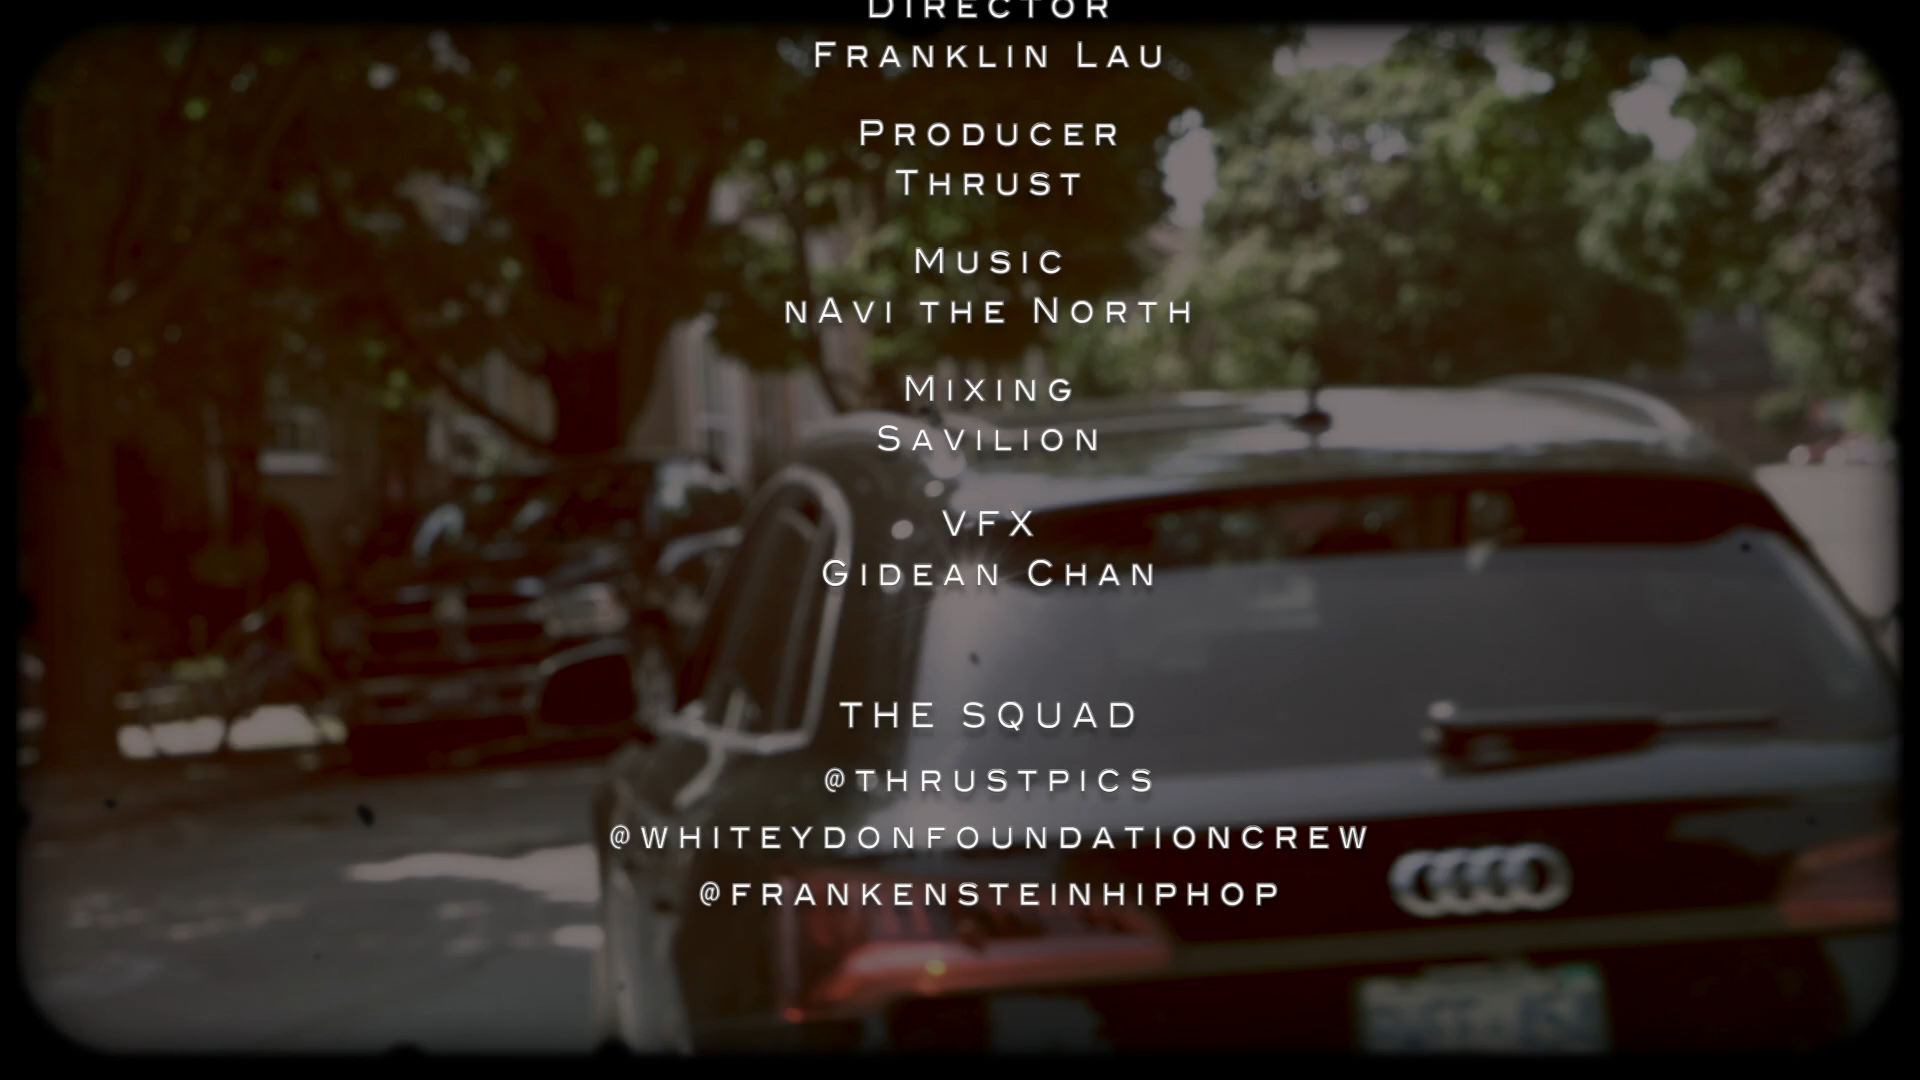 DIRECTOR
FRANKLIN LAU
PRODUCER
THRUST
MUSIC
nAVI THE NORTH
MIXING
SAVILION
VFX
GIDEAN CHAN
THE SQUAD
@THRUSTPICS
@WHITEYDONFOUNDATIONCREW
@FRANKENSTEINHIPHOP